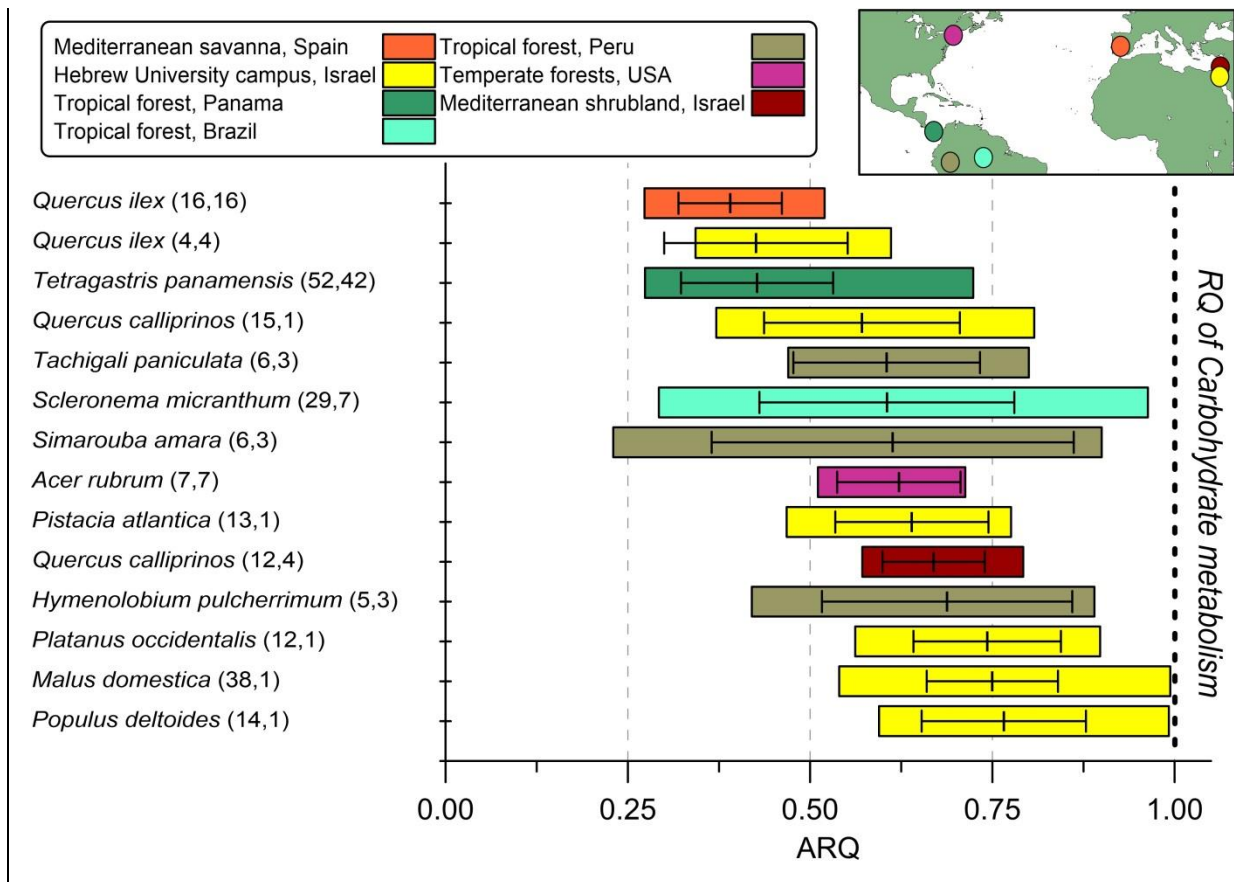 Mediterranean savanna, Spain
Hebrew University campus, Israel
Tropical forest, Panama
Tropical forest, Brazil
Tropical forest, Peru
Temperate forests, USA
Mediterranean shrubland, Israel
Quercus ilex (16,16)
Quercus ilex (4,4)
Tetragastris panamensis (52,42)
Quercus calliprinos (15,1)
Tachigali paniculata (6,3)
Scleronema micranthum (29,7)
Simarouba amara (6,3)
Acer rubrum (7,7)
Pistacia atlantica (13,1)
Quercus calliprinos (12,4)
Hymenolobium pulcherrimum (5,3)
Platanus occidentalis (12,1)
Malus domestica (38,1)
Populus deltoides (14,1)
RQ of Carbohydrate metabolism
0.00 0.25 0.50 0.75 1.00
ARQ